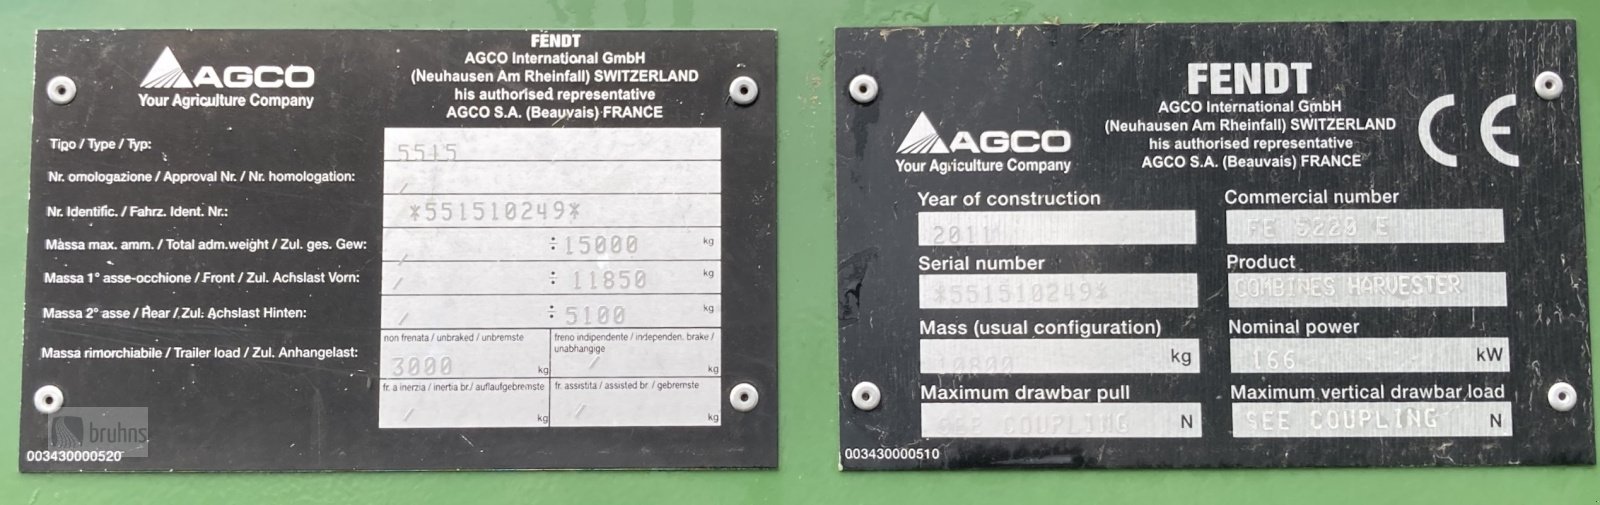 AGCO
Your Agriculture Company
FENDT
AGCO International GmbH
(Neuhausen Am Rheinfall) SWITZERLAND
his authorised representative
AGCO S.A. (Beauvais) FRANCE
Tipo / Type / Typ: 5515
Nr. omologazione / Approval Nr. / Nr. homologation: /
Nr. Identific. / Fahrz. Ident. Nr.: *551510249*
Massa max. amm. / Total adm.weight / Zul. ges. Gew: / ÷ 15000 kg
Massa 1° asse-occhione / Front / Zul. Achslast Vorn: / ÷ 11850 kg
Massa 2° asse / Rear / Zul. Achslast Hinten: / ÷ 5100 kg
Massa rimorchiabile / Trailer load / Zul. Anhangelast:
non frenata / unbraked / unbremste
3000 kg
freno indipendente / independen. brake /
unabhangige
/ kg
fr. a inerzia / inertia br./ auflaufgebremste
/ kg
fr. assistita / assisted br. / gebremste
/ kg
bruhns
003430000520
FENDT
AGCO International GmbH
(Neuhausen Am Rheinfall) SWITZERLAND
his authorised representative
AGCO S.A. (Beauvais) FRANCE
AGCO
Your Agriculture Company
CE
Year of construction
2011
Commercial number
FE 5220 E
Serial number
*551510249*
Product
COMBINES HARVESTER
Mass (usual configuration)
10800 kg
Nominal power
166 kW
Maximum drawbar pull
SEE COUPLING N
Maximum vertical drawbar load
SEE COUPLING N
003430000510